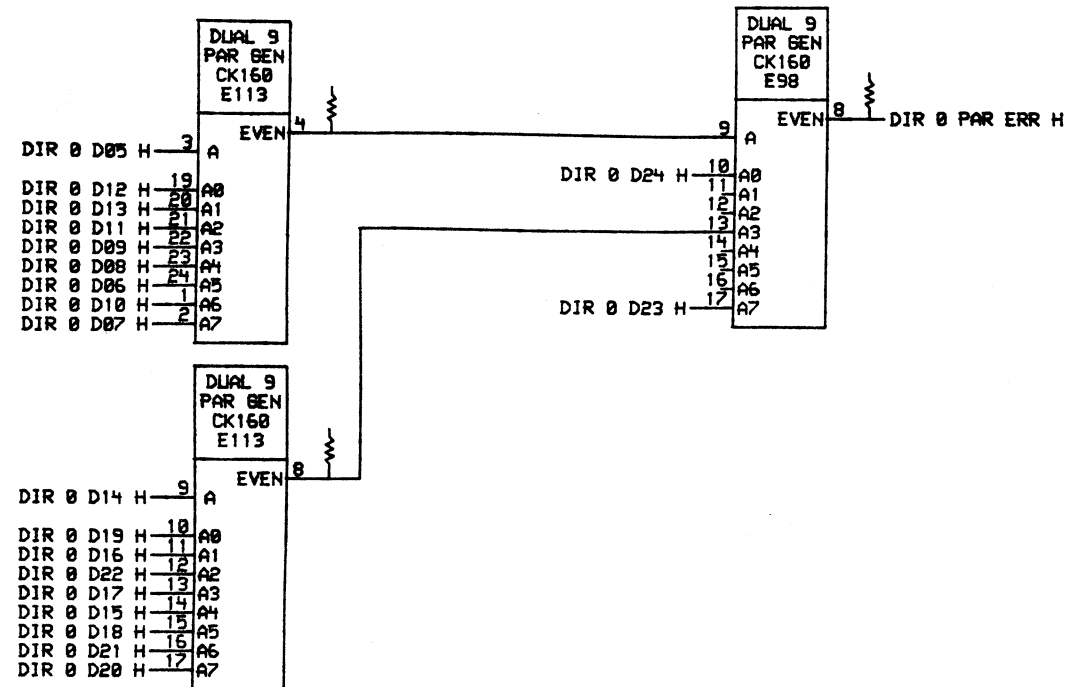 DUAL 9
PAR GEN
CK160
E113
EVEN 4
DIR 0 D05 H 3 A
DIR 0 D12 H 19 A0
DIR 0 D13 H 20 A1
DIR 0 D11 H 21 A2
DIR 0 D09 H 22 A3
DIR 0 D08 H 23 A4
DIR 0 D06 H 24 A5
DIR 0 D10 H 1 A6
DIR 0 D07 H 2 A7
DUAL 9
PAR GEN
CK160
E98
EVEN 8 DIR 0 PAR ERR H
9 A
DIR 0 D24 H 10 A0
11 A1
12 A2
13 A3
14 A4
15 A5
16 A6
DIR 0 D23 H 17 A7
DUAL 9
PAR GEN
CK160
E113
EVEN 8
DIR 0 D14 H 9 A
DIR 0 D19 H 10 A0
DIR 0 D16 H 11 A1
DIR 0 D22 H 12 A2
DIR 0 D17 H 13 A3
DIR 0 D15 H 14 A4
DIR 0 D18 H 15 A5
DIR 0 D21 H 16 A6
DIR 0 D20 H 17 A7